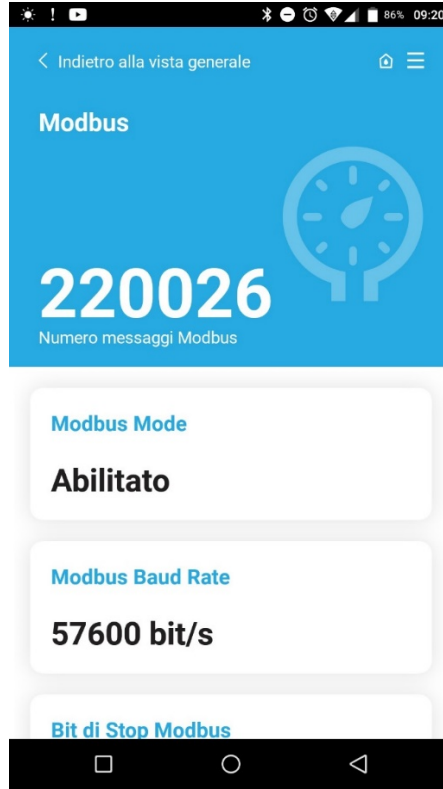 86% 09:20
Indietro alla vista generale
Modbus
220026
Numero messaggi Modbus
Modbus Mode
Abilitato
Modbus Baud Rate
57600 bit/s
Bit di Stop Modbus